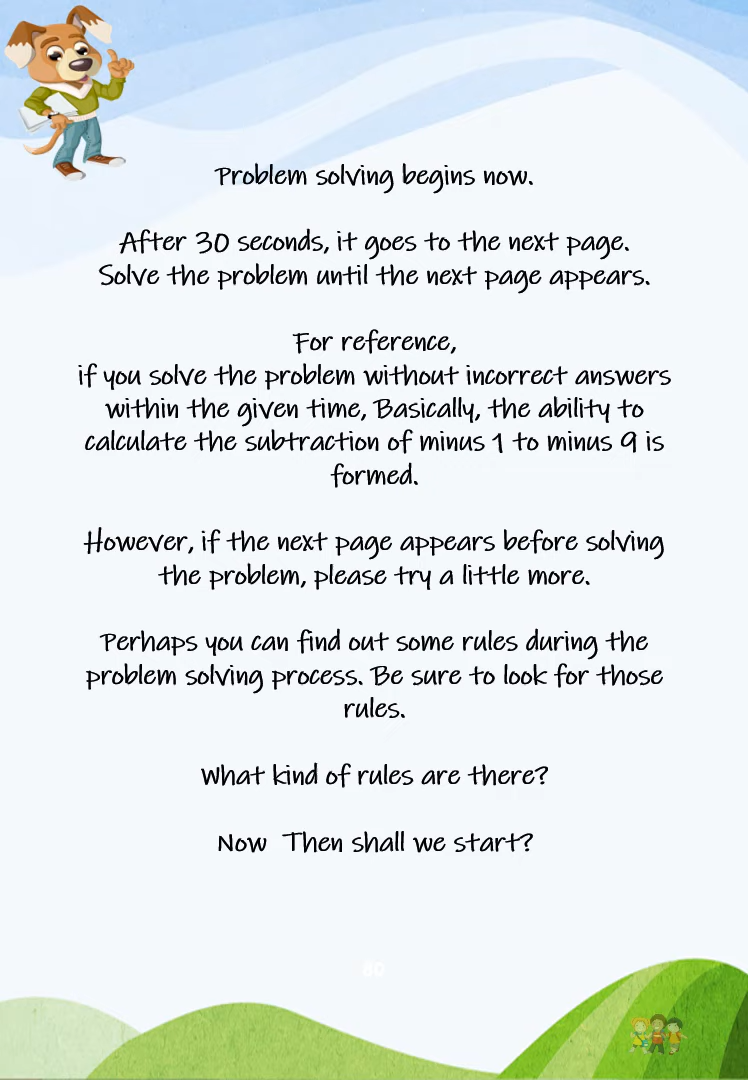 Problem solving begins now.
After 30 seconds, it goes to the next page.
Solve the problem until the next page appears.
For reference,
if you solve the problem without incorrect answers
within the given time, Basically, the ability to
calculate the subtraction of minus 1 to minus 9 is
formed.
However, if the next page appears before solving
the problem, please try a little more.
Perhaps you can find out some rules during the
problem solving process. Be sure to look for those
rules.
What kind of rules are there?
Now Then shall we start?
80